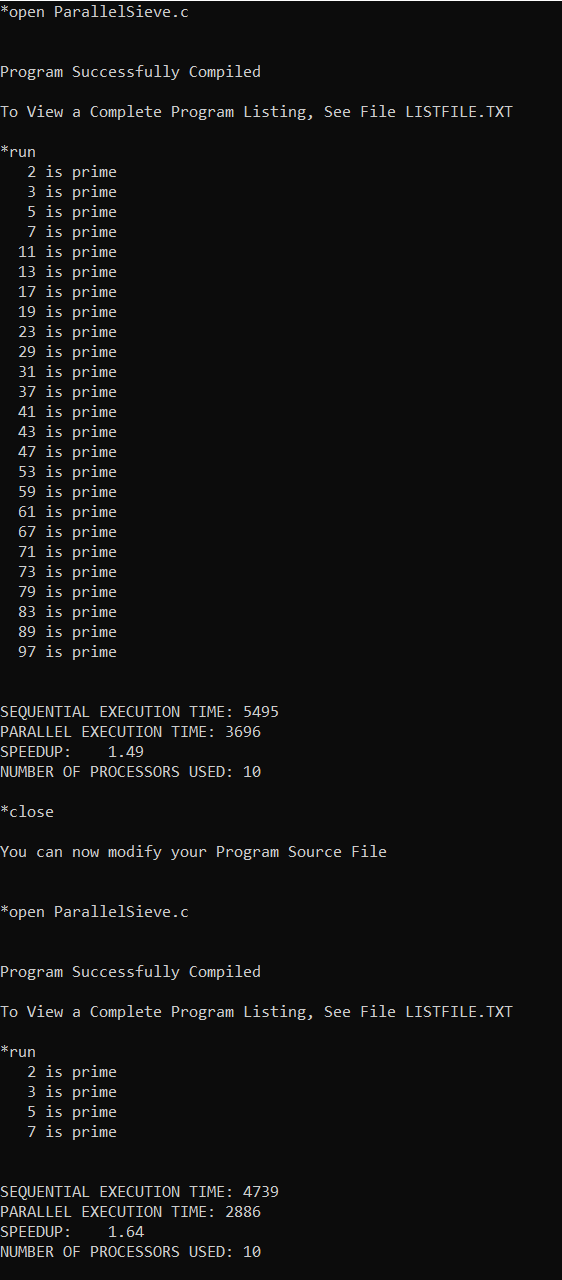 *open ParallelSieve.c
Program Successfully Compiled
To View a Complete Program Listing, See File LISTFILE.TXT
*run
2 is prime
3 is prime
5 is prime
7 is prime
11 is prime
13 is prime
17 is prime
19 is prime
23 is prime
29 is prime
31 is prime
37 is prime
41 is prime
43 is prime
47 is prime
53 is prime
59 is prime
61 is prime
67 is prime
71 is prime
73 is prime
79 is prime
83 is prime
89 is prime
97 is prime
SEQUENTIAL EXECUTION TIME: 5495
PARALLEL EXECUTION TIME: 3696
SPEEDUP:    1.49
NUMBER OF PROCESSORS USED: 10
*close
You can now modify your Program Source File
*open ParallelSieve.c
Program Successfully Compiled
To View a Complete Program Listing, See File LISTFILE.TXT
*run
2 is prime
3 is prime
5 is prime
7 is prime
SEQUENTIAL EXECUTION TIME: 4739
PARALLEL EXECUTION TIME: 2886
SPEEDUP:    1.64
NUMBER OF PROCESSORS USED: 10